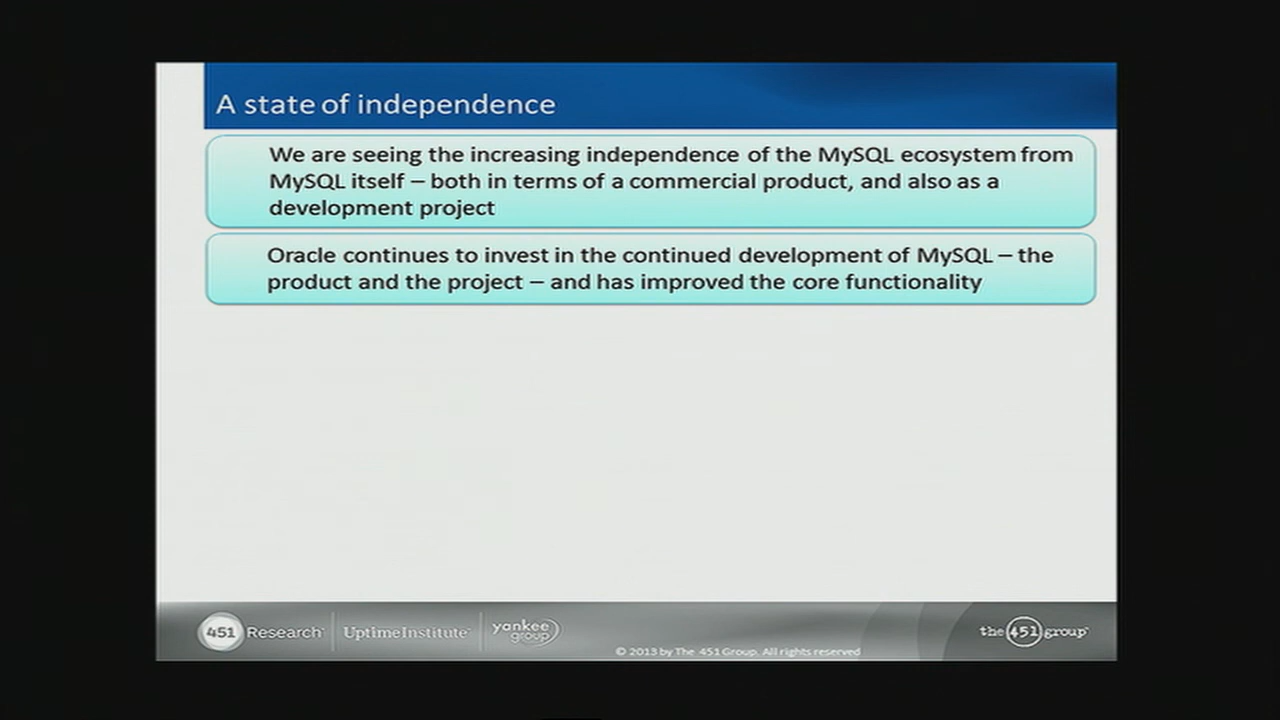 A state of independence
We are seeing the increasing independence of the MySQL ecosystem from
MySQL itself – both in terms of a commercial product, and also as a
development project
Oracle continues to invest in the continued development of MySQL – the
product and the project – and has improved the core functionality
451 Research
UptimeInstitute
yankee
group
© 2013 by The 451 Group. All rights reserved
the 451 group